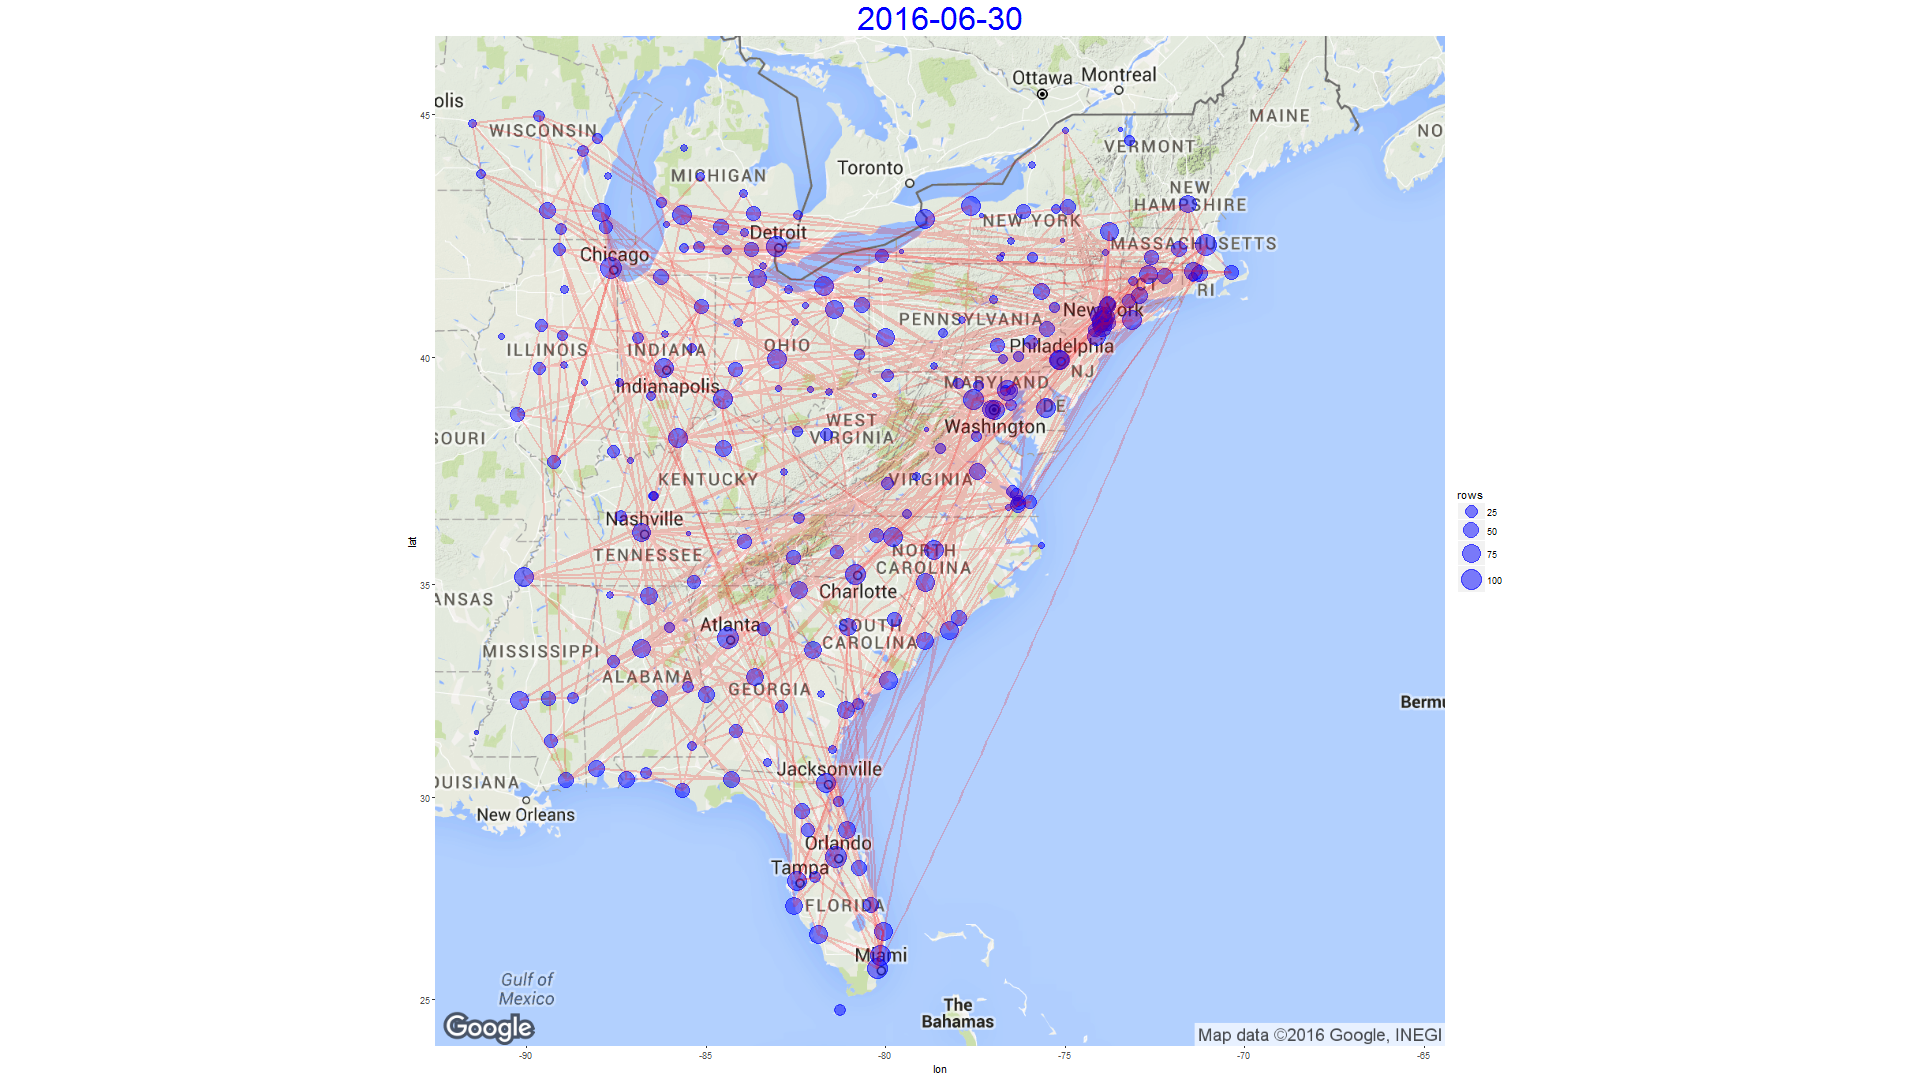 2016-06-30
Ottawa
Montreal
olis
45
MAINE
WISCONSIN
NO
VERMONT
Toronto
MICHIGAN
NEW
HAMPSHIRE
NEW YORK
Detroit
MASSACHUSETTS
Chicago
CT
RI
New York
PENNSYLVANIA
OHIO
ILLINOIS
INDIANA
Philadelphia
40
NJ
Indianapolis
MARYLAND
DE
WEST
VIRGINIA
Washington
SOURI
KENTUCKY
VIRGINIA
rows
25
50
75
100
Nashville
lat
TENNESSEE
NORTH
CAROLINA
35
Charlotte
ANSAS
Atlanta
SOUTH
CAROLINA
MISSISSIPPI
ALABAMA
GEORGIA
Bermu
Jacksonville
OUISIANA
30
New Orleans
Orlando
Tampa
FLORIDA
Miami
Gulf of
Mexico
25
The
Bahamas
Google
Map data ©2016 Google, INEGI
-90
-85
-80
-75
-70
-65
lon